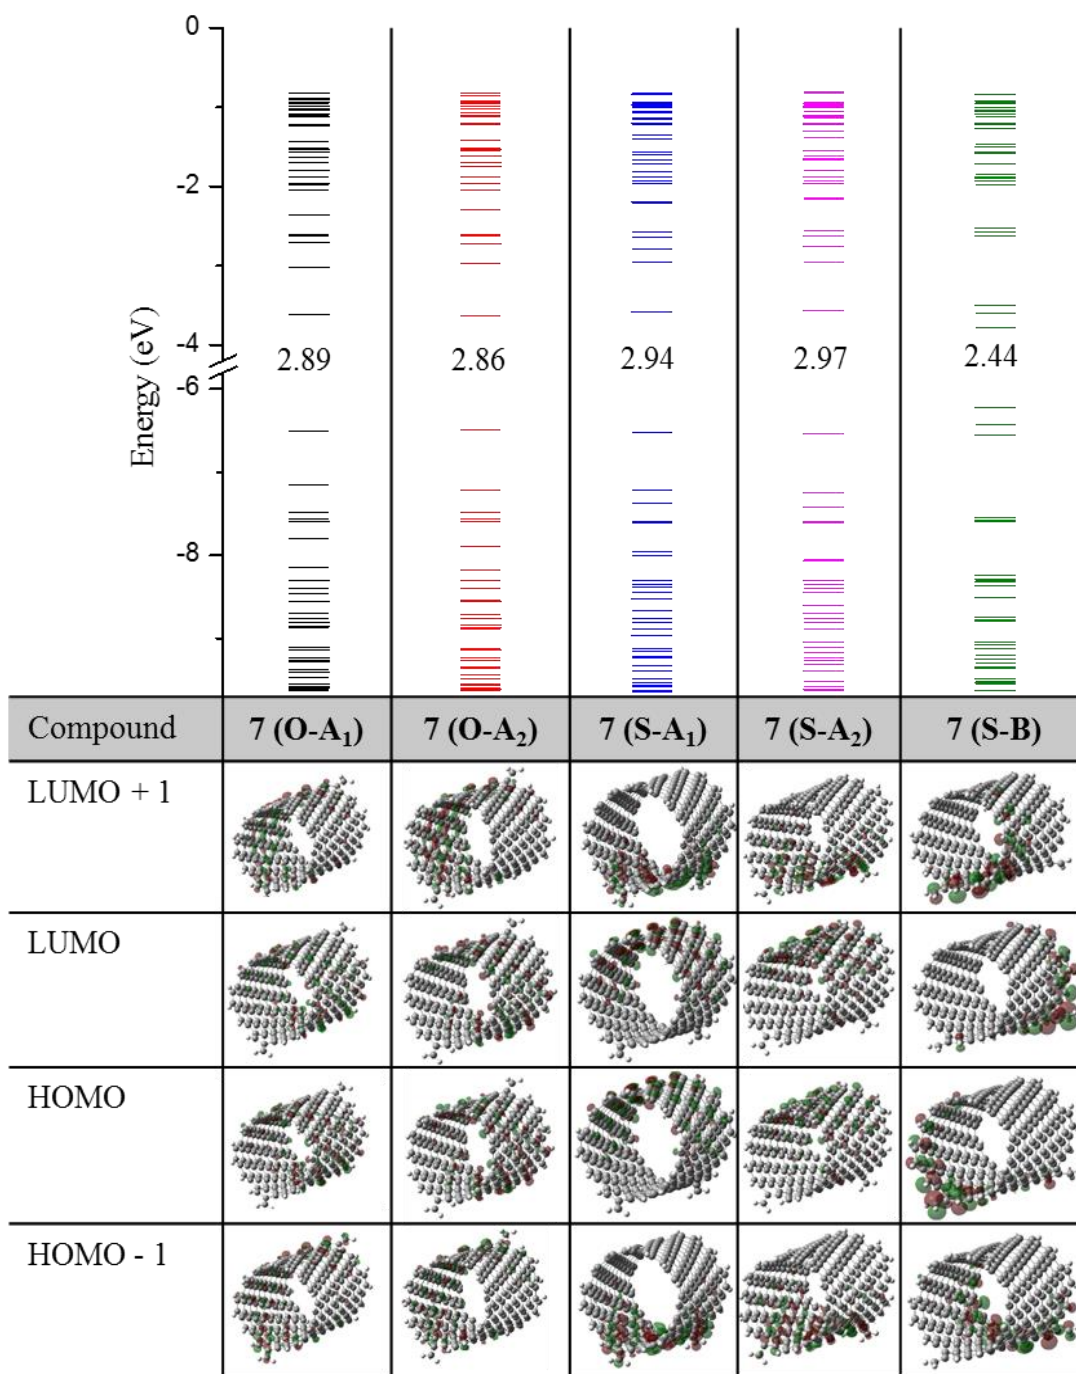 0
-2
-4
-6
-8
Energy (eV)
2.89 2.86 2.94 2.97 2.44
Compound 7 (O-A₁) 7 (O-A₂) 7 (S-A₁) 7 (S-A₂) 7 (S-B)
LUMO + 1
LUMO
HOMO
HOMO - 1